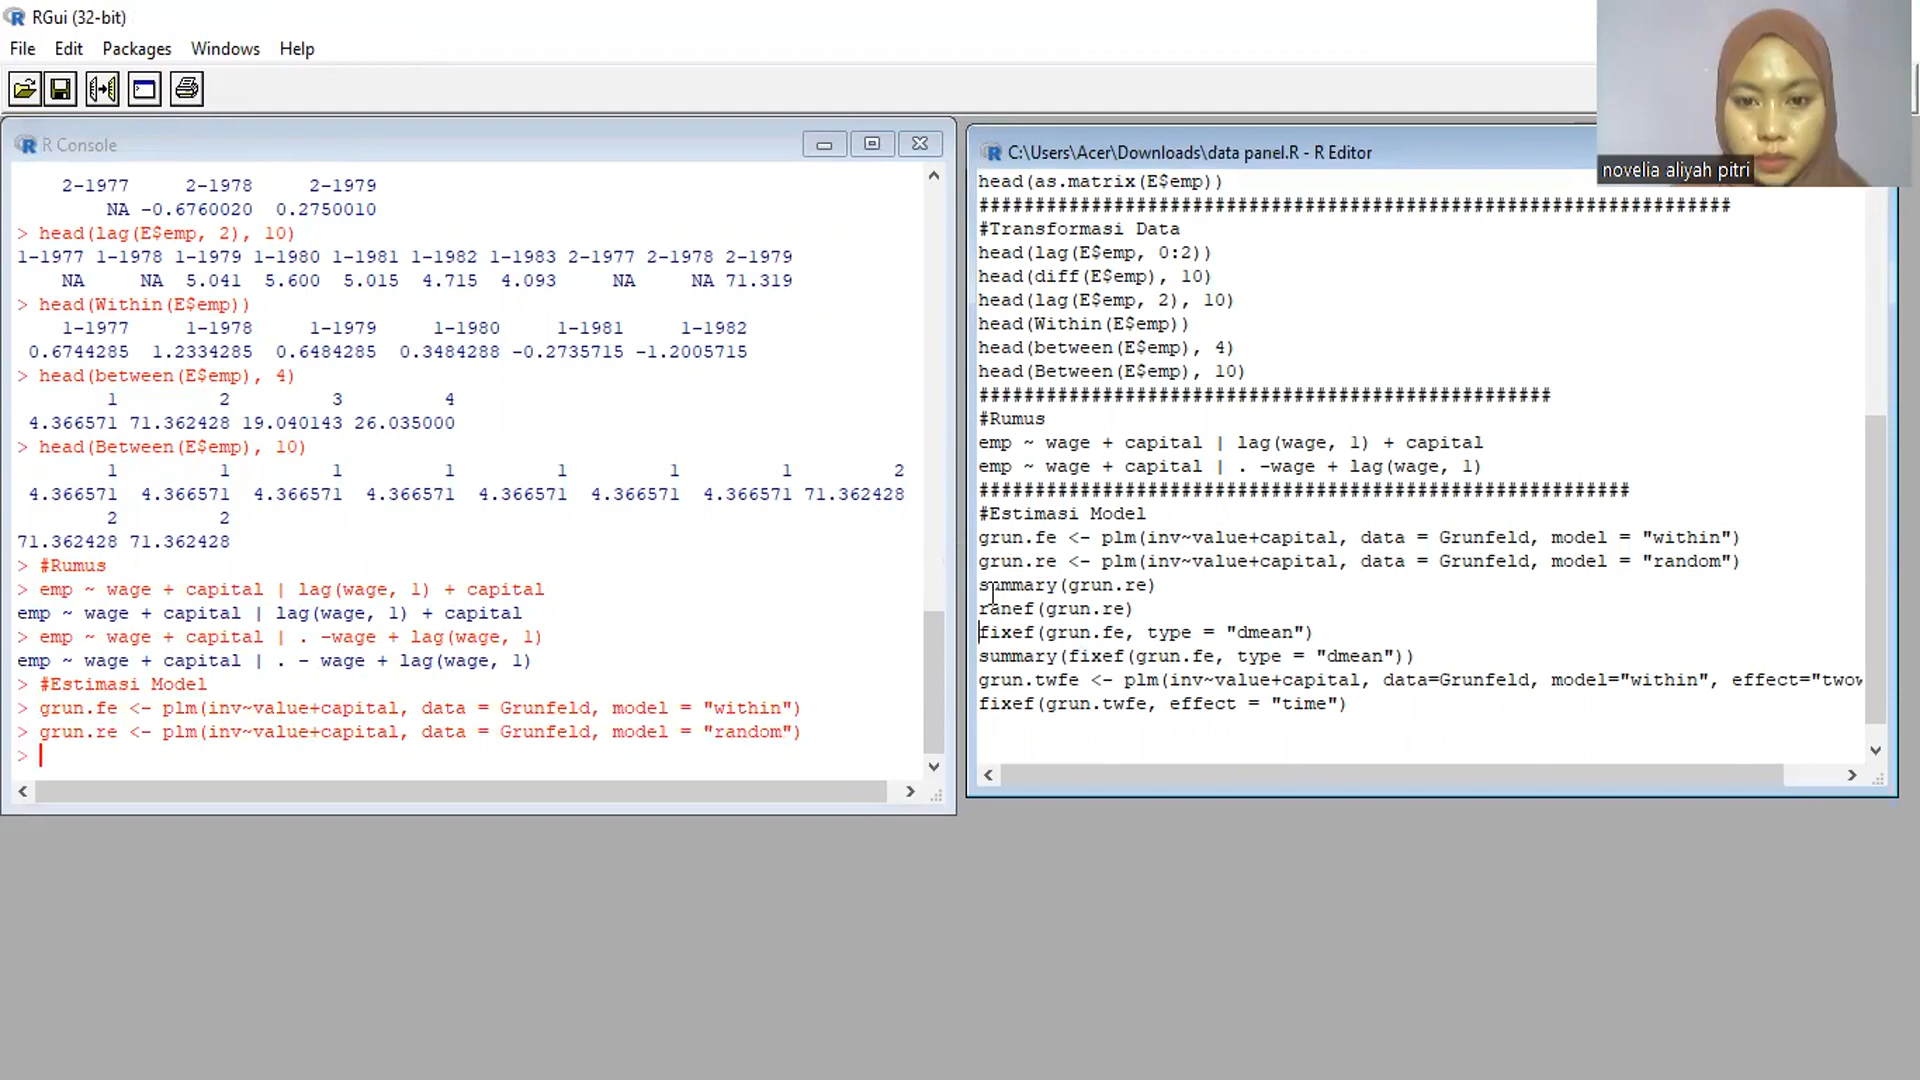 RGui (32-bit)
File Edit Packages Windows Help
R Console
2-1977 2-1978 2-1979
NA -0.6760020 0.2750010
> head(lag(E$emp, 2), 10)
1-1977 1-1978 1-1979 1-1980 1-1981 1-1982 1-1983 2-1977 2-1978 2-1979
NA NA 5.041 5.600 5.015 4.715 4.093 NA NA 71.319
> head(Within(E$emp))
1-1977 1-1978 1-1979 1-1980 1-1981 1-1982
0.6744285 1.2334285 0.6484285 0.3484288 -0.2735715 -1.2005715
> head(between(E$emp), 4)
1 2 3 4
4.366571 71.362428 19.040143 26.035000
> head(Between(E$emp), 10)
1 1 1 1 1 1 1 2
4.366571 4.366571 4.366571 4.366571 4.366571 4.366571 4.366571 71.362428
2 2
71.362428 71.362428
> #Rumus
> emp ~ wage + capital | lag(wage, 1) + capital
emp ~ wage + capital | lag(wage, 1) + capital
> emp ~ wage + capital | . -wage + lag(wage, 1)
emp ~ wage + capital | . - wage + lag(wage, 1)
> #Estimasi Model
> grun.fe <- plm(inv~value+capital, data = Grunfeld, model = "within")
> grun.re <- plm(inv~value+capital, data = Grunfeld, model = "random")
>
C:\Users\Acer\Downloads\data panel.R - R Editor
head(as.matrix(E$emp))
###################################################################
#Transformasi Data
head(lag(E$emp, 0:2))
head(diff(E$emp), 10)
head(lag(E$emp, 2), 10)
head(Within(E$emp))
head(between(E$emp), 4)
head(Between(E$emp), 10)
###################################################
#Rumus
emp ~ wage + capital | lag(wage, 1) + capital
emp ~ wage + capital | . -wage + lag(wage, 1)
##########################################################
#Estimasi Model
grun.fe <- plm(inv~value+capital, data = Grunfeld, model = "within")
grun.re <- plm(inv~value+capital, data = Grunfeld, model = "random")
summary(grun.re)
ranef(grun.re)
fixef(grun.fe, type = "dmean")
summary(fixef(grun.fe, type = "dmean"))
grun.twfe <- plm(inv~value+capital, data=Grunfeld, model="within", effect="twow
fixef(grun.twfe, effect = "time")
novelia aliyah pitri